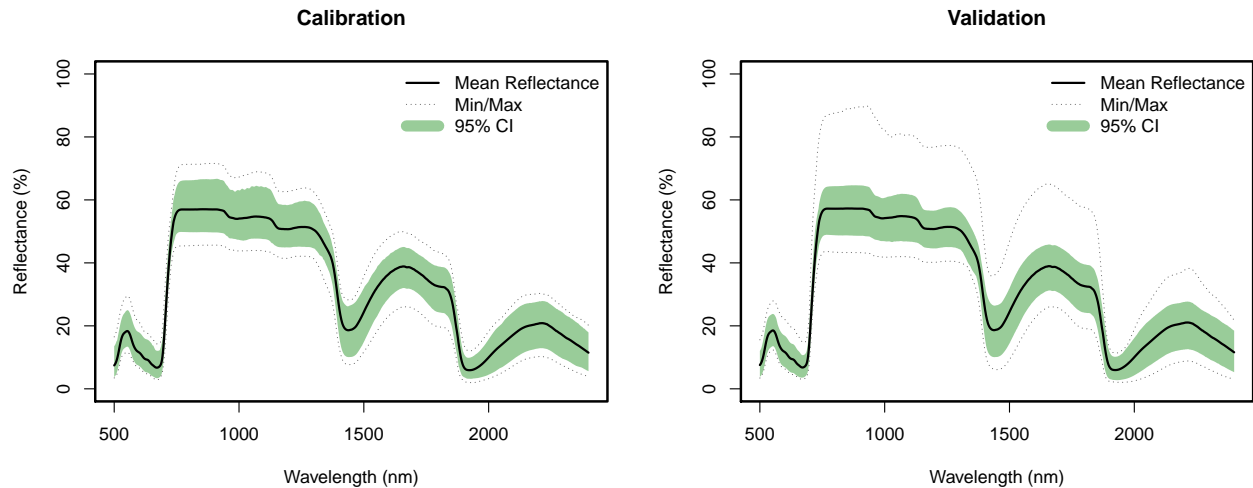 Calibration
Mean Reflectance
Min/Max
95% CI
Reflectance (%)
100
80
60
40
20
0
500
1000
1500
2000
Wavelength (nm)
Validation
Mean Reflectance
Min/Max
95% CI
Reflectance (%)
100
80
60
40
20
0
500
1000
1500
2000
Wavelength (nm)